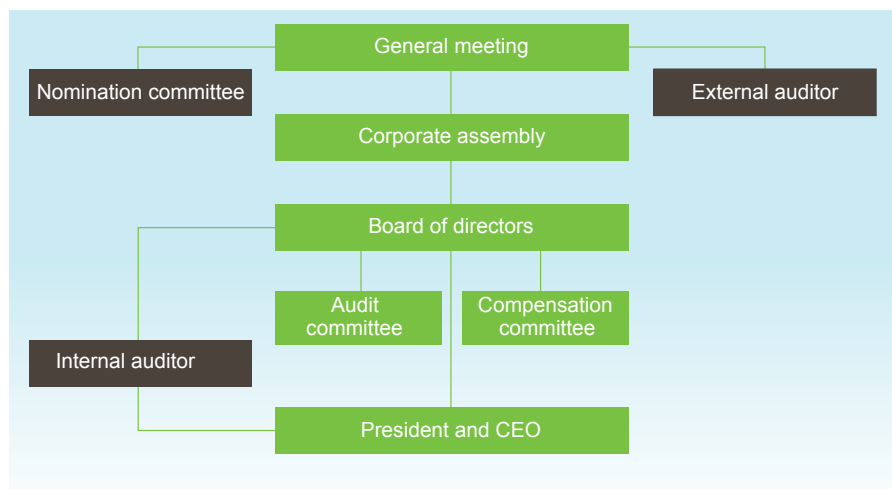 General meeting
Nomination committee
External auditor
Corporate assembly
Board of directors
Audit
committee
Compensation
committee
Internal auditor
President and CEO